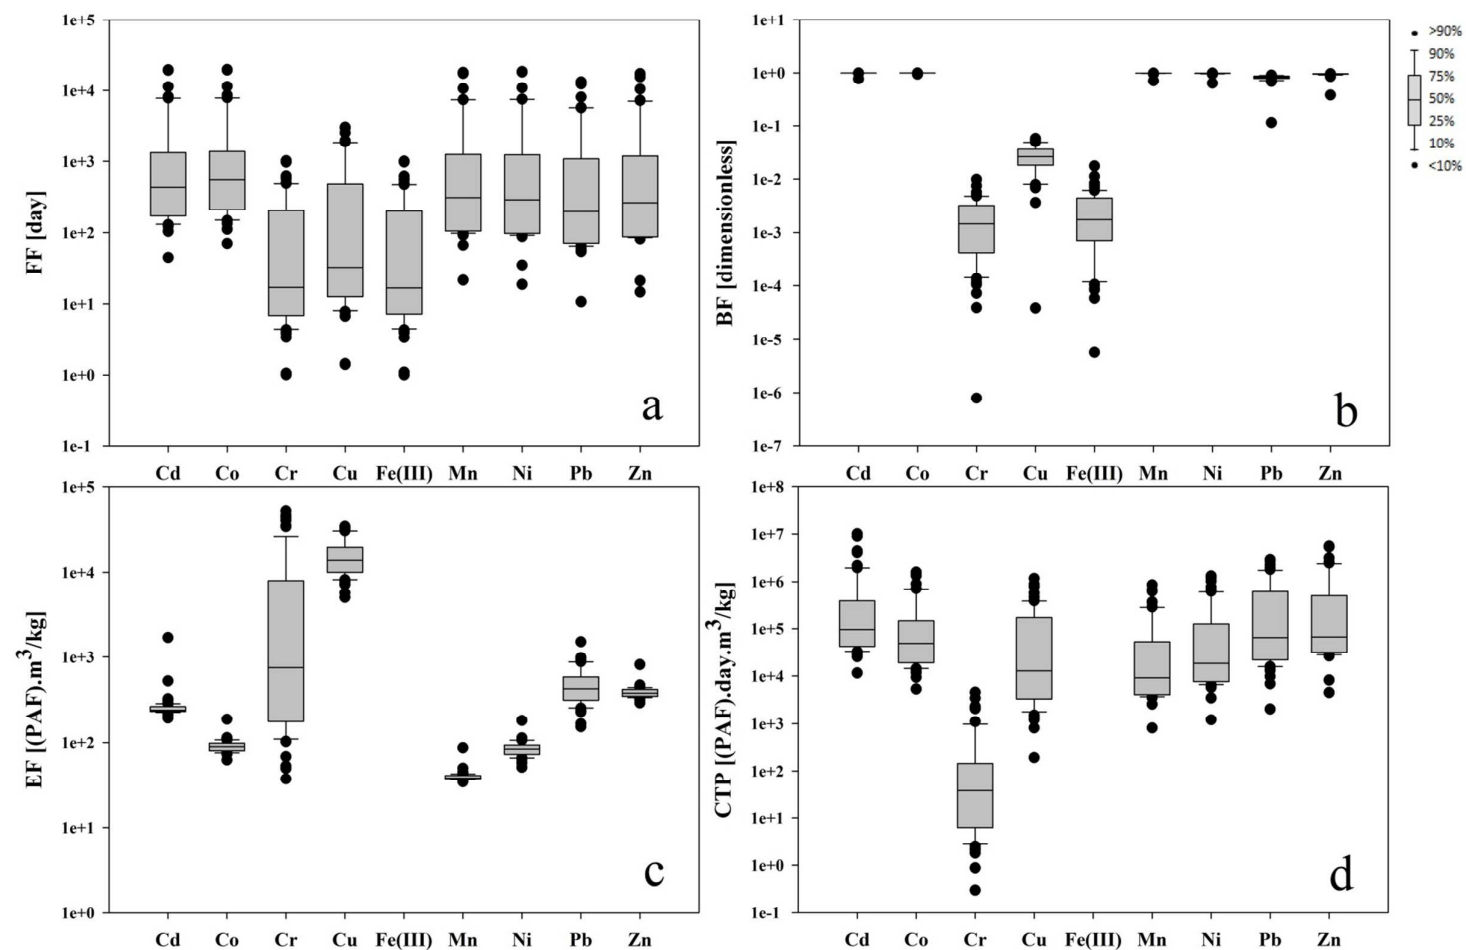 1e+5
1e+4
1e+3
1e+2
1e+1
1e+0
1e-1
FF [day]
a
Cd Co Cr Cu Fe(III) Mn Ni Pb Zn
1e+1
1e+0
1e-1
1e-2
1e-3
1e-4
1e-5
1e-6
1e-7
BF [dimensionless]
b
Cd Co Cr Cu Fe(III) Mn Ni Pb Zn
>90%
90%
75%
50%
25%
10%
<10%
1e+5
1e+4
1e+3
1e+2
1e+1
1e+0
EF [(PAF).m³/kg]
c
Cd Co Cr Cu Fe(III) Mn Ni Pb Zn
1e+8
1e+7
1e+6
1e+5
1e+4
1e+3
1e+2
1e+1
1e+0
1e-1
CTP [(PAF).day.m³/kg]
d
Cd Co Cr Cu Fe(III) Mn Ni Pb Zn